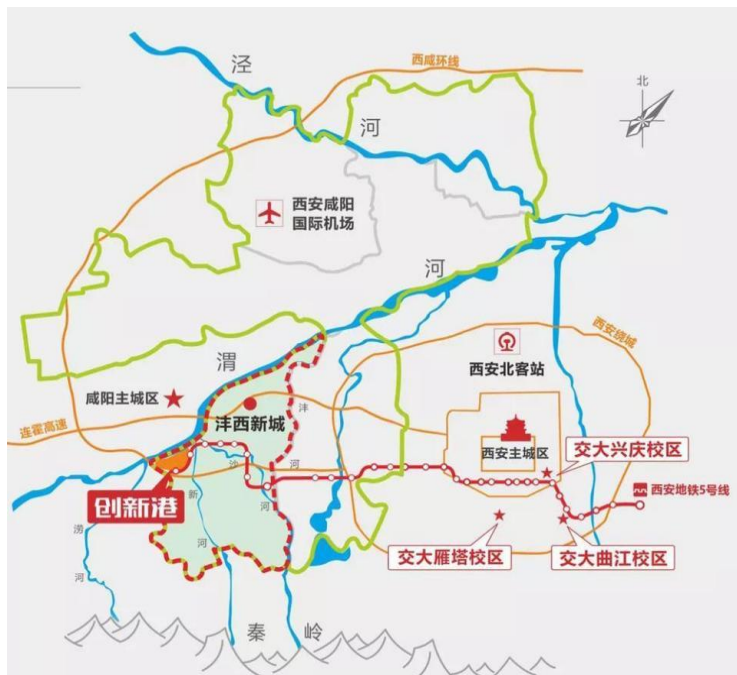 西咸环线
泾
河
北
西安咸阳
国际机场
河
渭
西安绕城
西安北客站
咸阳主城区
沣西新城
沣
连霍高速
西安主城区
交大兴庆校区
沙
河
河
新
西安地铁5号线
创新港
涝
河
河
交大雁塔校区
交大曲江校区
秦
岭